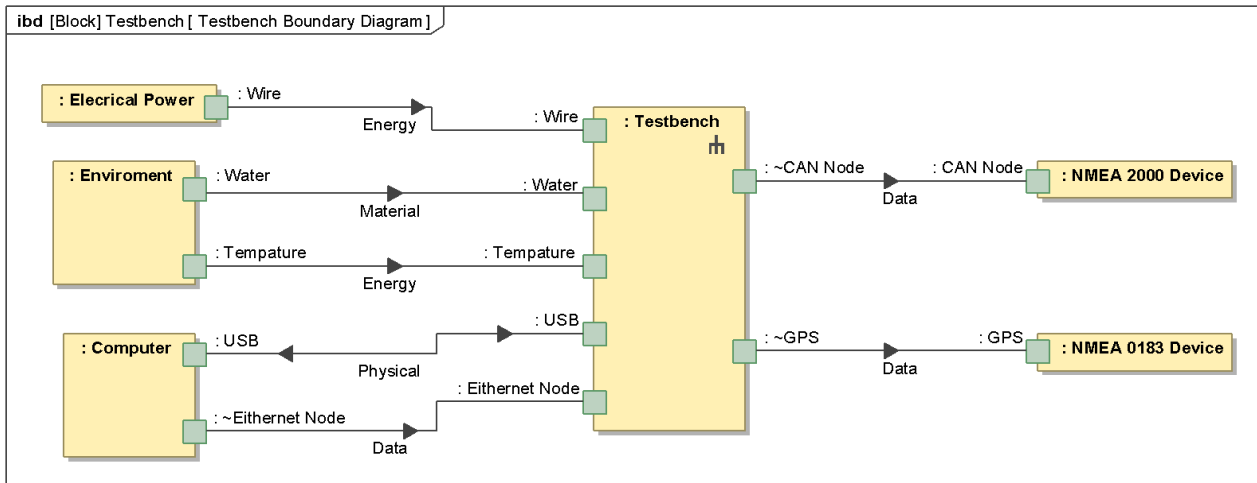 ibd [Block] Testbench [ Testbench Boundary Diagram ]
: Elecrical Power
: Wire
Energy
: Wire
: Testbench
: Enviroment
: Water
Material
: Water
: Tempature
Energy
: Tempature
: Computer
: USB
Physical
: USB
: ~Eithernet Node
Data
: Eithernet Node
: ~CAN Node
Data
: CAN Node
: NMEA 2000 Device
: ~GPS
Data
: GPS
: NMEA 0183 Device